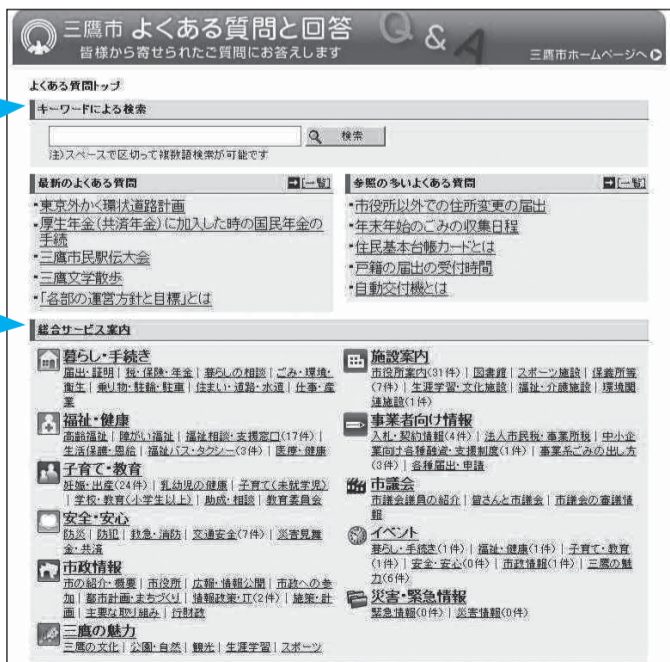 三鷹市 よくある質問と回答
Q & A
皆様から寄せられたご質問にお答えします
三鷹市ホームページへ
よくある質問トップ
キーワードによる検索
検索
注)スペースで区切って複数語検索が可能です
最新のよくある質問 [一覧]
・東京外かく環状道路計画
・厚生年金(共済年金)に加入した時の国民年金の
手続
・三鷹市民駅伝大会
・三鷹文学散歩
・「各部の運営方針と目標」とは
参照の多いよくある質問 [一覧]
・市役所以外での住所変更の届出
・年末年始のごみの収集日程
・住民基本台帳カードとは
・戸籍の届出の受付時間
・自動交付機とは
総合サービス案内
暮らし・手続き
届出・証明 | 税・保険・年金 | 暮らしの相談 | ごみ・環境・
衛生 | 乗り物・駐輪・駐車 | 住まい・道路・水道 | 仕事・産
業
福祉・健康
高齢福祉 | 障がい福祉 | 福祉相談・支援窓口(17件) |
生活保護・恩給 | 福祉バス・タクシー(3件) | 医療・健康
子育て・教育
妊娠・出産(24件) | 乳幼児の健康 | 子育て(未就学児)
| 学校・教育(小学生以上) | 助成・相談 | 教育委員会
安全・安心
防災 | 防犯 | 救急・消防 | 交通安全(7件) | 災害見舞
金・共済
市政情報
市の紹介・概要 | 市役所 | 広報・情報公開 | 市政への参
加 | 都市計画・まちづくり | 情報政策・IT(2件) | 施策・計
画 | 主要な取り組み | 行財政
三鷹の魅力
三鷹の文化 | 公園・自然 | 観光 | 生涯学習 | スポーツ
施設案内
市役所案内(31件) | 図書館 | スポーツ施設 | 保養所等
(7件) | 生涯学習・文化施設 | 福祉・介護施設 | 環境関
連施設(1件)
事業者向け情報
入札・契約情報(4件) | 法人市民税・事業所税 | 中小企
業向け各種融資・支援制度(1件) | 事業系ごみの出し方
(3件) | 各種届出・申請
市議会
市議会議員の紹介 | 皆さんと市議会 | 市議会の審議情
報
イベント
暮らし・手続き(1件) | 福祉・健康(1件) | 子育て・教育
(1件) | 安全・安心(0件) | 市政情報(1件) | 三鷹の魅
力(6件)
災害・緊急情報
緊急情報(0件) | 災害情報(0件)